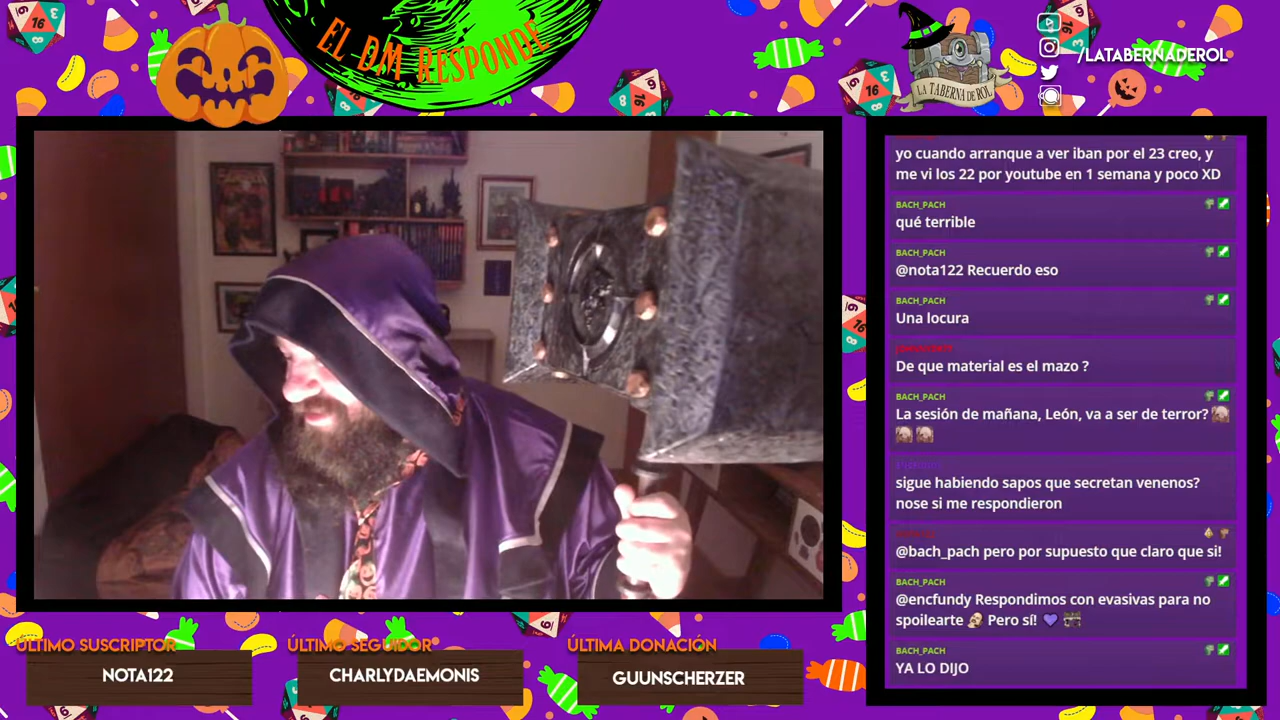 EL DM RESPONDE
LA TABERNA DE ROL
/LATABERNADEROL
yo cuando arranque a ver iban por el 23 creo, y
me vi los 22 por youtube en 1 semana y poco XD
BACH_PACH
qué terrible
BACH_PACH
@nota122 Recuerdo eso
BACH_PACH
Una locura
De que material es el mazo ?
BACH_PACH
La sesión de mañana, León, va a ser de terror?
sigue habiendo sapos que secretan venenos?
nose si me respondieron
@bach_pach pero por supuesto que claro que si!
BACH_PACH
@encfundy Respondimos con evasivas para no
spoilearte Pero sí!
BACH_PACH
YA LO DIJO
ÚLTIMO SUSCRIPTOR
NOTA122
ÚLTIMO SEGUIDOR
CHARLYDAEMONIS
ÚLTIMA DONACIÓN
GUUNSCHERZER